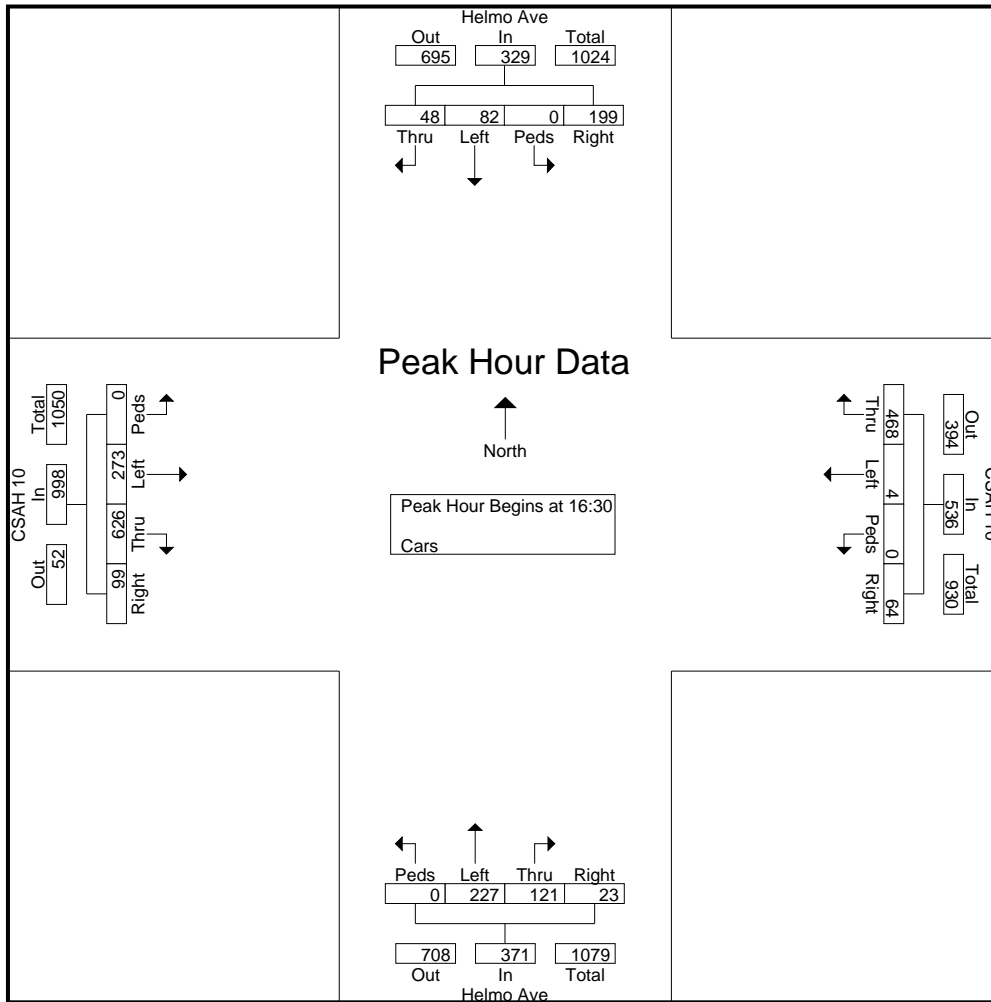 Helmo Ave
Out In Total
695 329 1024
48 82 0 199
Thru Left Peds Right
Peak Hour Data
North
Peak Hour Begins at 16:30
Cars
CSAH 10
Total In Out
1050 998 52
0 273 626 99
Peds Left Thru Right
Out In Total
394 536 930
468 4 0 64
Thru Left Peds Right
CSAH 10
Peds Left Thru Right
0 227 121 23
708 371 1079
Out In Total
Helmo Ave